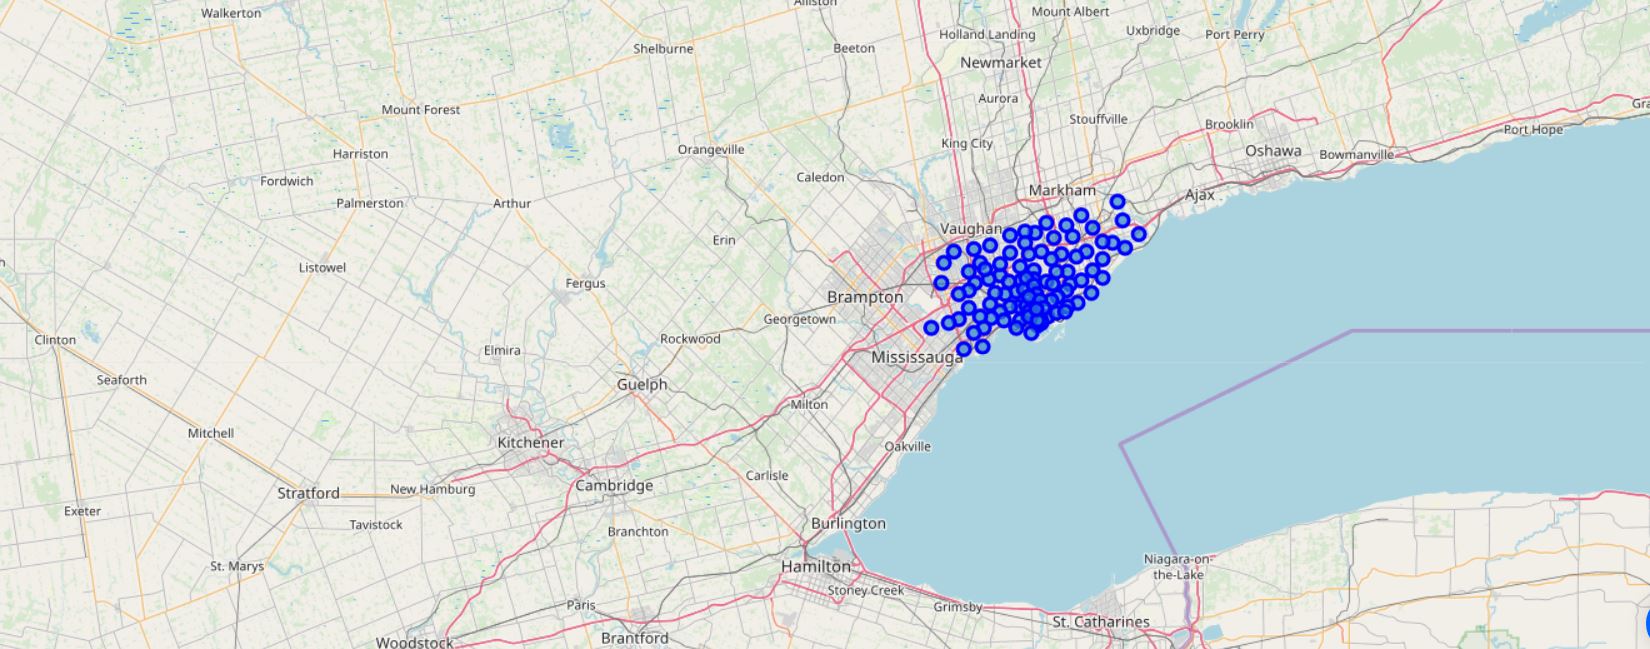 Alliston
Walkerton
Mount Albert
Uxbridge
Port Perry
Holland Landing
Shelburne
Beeton
Newmarket
Aurora
Mount Forest
Stouffville
Brooklin
Port Hope
King City
Orangeville
Oshawa
Bowmanville
Harriston
Caledon
Fordwich
Markham
Ajax
Palmerston
Arthur
Vaughan
Erin
Listowel
Fergus
Brampton
Georgetown
Clinton
Rockwood
Elmira
Mississauga
Seaforth
Guelph
Milton
Mitchell
Kitchener
Oakville
Carlisle
Stratford
New Hamburg
Cambridge
Exeter
Tavistock
Branchton
Burlington
Niagara-on-
the-Lake
St. Marys
Hamilton
Stoney Creek
Paris
Grimsby
St. Catharines
Woodstock
Brantford